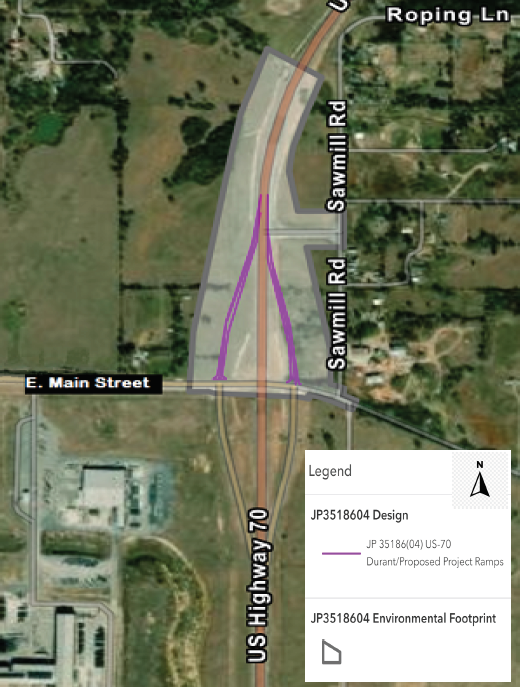 U
Roping Ln
Sawmill Rd
Sawmill Rd
E. Main Street
US Highway 70
Legend
N
JP3518604 Design
JP 35186(04) US-70
Durant/Proposed Project Ramps
JP3518604 Environmental Footprint